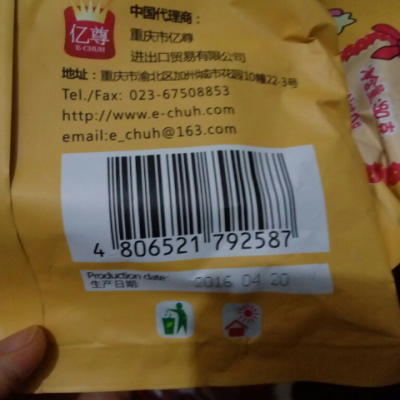 亿尊
E-CHUH
中国代理商：
重庆市亿尊
进出口贸易有限公司
地址：重庆市渝北区加州城市花园10幢22-3号
Tel./Fax: 023-67508853
http://www.e-chuh.com
email:e_chuh@163.com
4 806521 792587
Production date:
生产日期:
2016 04 20